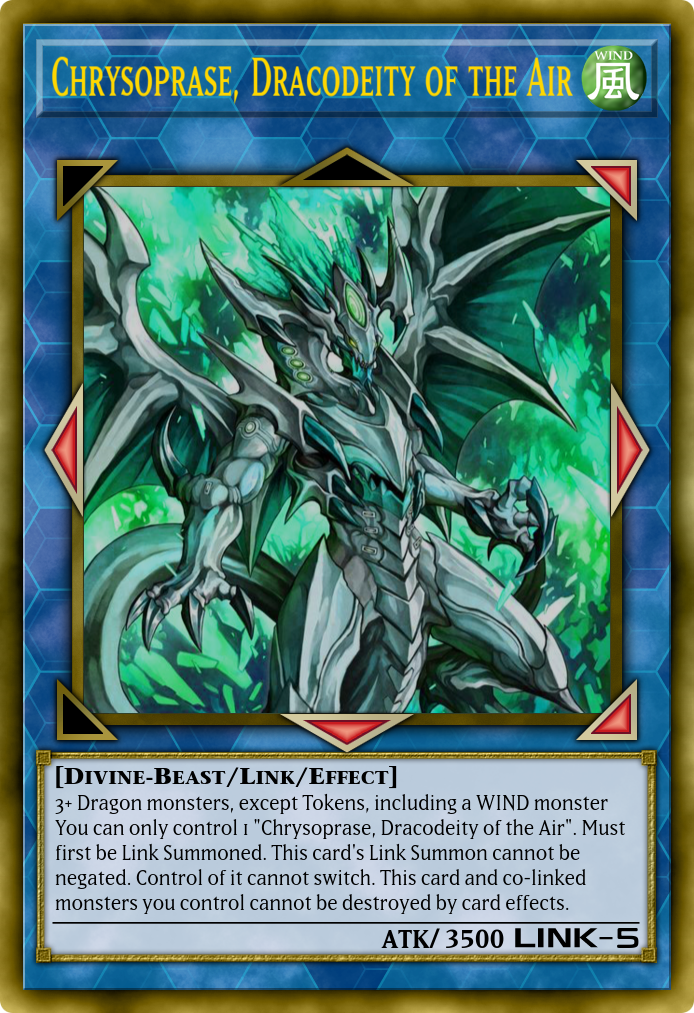 Chrysoprase, Dracodeity of the Air
WIND
風
[Divine-Beast/Link/Effect]
3+ Dragon monsters, except Tokens, including a WIND monster
You can only control 1 "Chrysoprase, Dracodeity of the Air". Must
first be Link Summoned. This card's Link Summon cannot be
negated. Control of it cannot switch. This card and co-linked
monsters you control cannot be destroyed by card effects.
ATK/ 3500 LINK-5